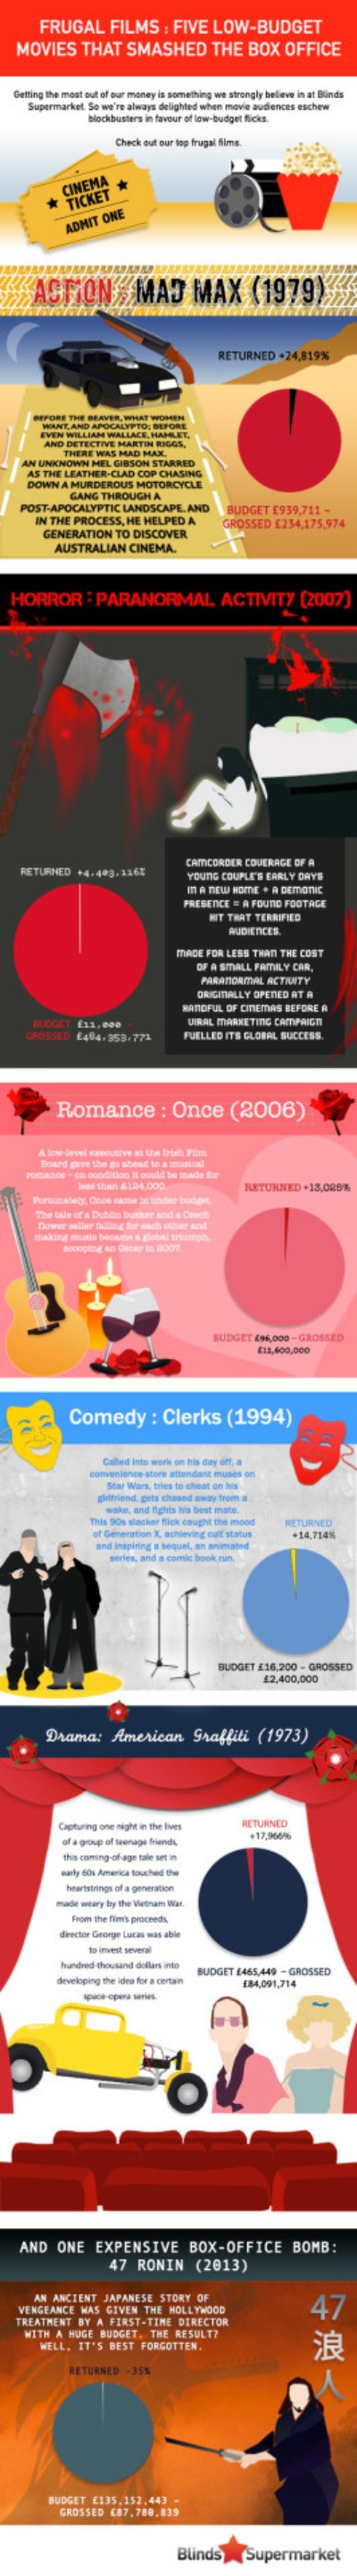 FRUGAL FILMS : FIVE LOW-BUDGET
MOVIES THAT SMASHED THE BOX OFFICE
Getting the most out of our money is something we strongly believe in at Blinds
Supermarket. So we're always delighted when movie audiences eschew
blockbusters in favour of low-budget flicks.
Check out our top frugal films.
CINEMA
TICKET
ADMIT ONE
ACTION : MAD MAX (1979)
RETURNED +24,819%
BEFORE THE BEAVER, WHAT WOMEN
WANT, AND APOCALYPTO; BEFORE
EVEN WILLIAM WALLACE, HAMLET,
AND DETECTIVE MARTIN RIGGS,
THERE WAS MAD MAX.
AN UNKNOWN MEL GIBSON STARRED
AS THE LEATHER-CLAD COP CHASING
DOWN A MURDEROUS MOTORCYCLE
GANG THROUGH A
POST-APOCALYPTIC LANDSCAPE. AND
IN THE PROCESS, HE HELPED A
GENERATION TO DISCOVER
AUSTRALIAN CINEMA.
BUDGET £939,711 -
GROSSED £234,175,974
HORROR : PARANORMAL ACTIVITY (2007)
RETURNED +4,403,116%
BUDGET £11,000 -
GROSSED £484,353,771
CAMCORDER COVERAGE OF A
YOUNG COUPLE'S EARLY DAYS
IN A NEW HOME + A DEMONIC
PRESENCE = A FOUND FOOTAGE
HIT THAT TERRIFIED
AUDIENCES.
MADE FOR LESS THAN THE COST
OF A SMALL FAMILY CAR,
PARANORMAL ACTIVITY
ORIGINALLY OPENED AT A
HANDFUL OF CINEMAS BEFORE A
VIRAL MARKETING CAMPAIGN
FUELLED ITS GLOBAL SUCCESS.
Romance : Once (2006)
A low-level executive at the Irish Film
Board gave the go ahead to a musical
romance - on condition it could be made for
less than £124,000.
Fortunately, Once came in under budget.
The tale of a Dublin busker and a Czech
flower seller falling for each other and
making music became a global triumph,
scooping an Oscar in 2007.
RETURNED +13,025%
BUDGET £96,000 - GROSSED
£12,600,000
Comedy : Clerks (1994)
Called into work on his day off, a
convenience-store attendant muses on
Star Wars, tries to cheat on his
girlfriend, gets chased away from a
wake, and fights his best mate.
This 90s slacker flick caught the mood
of Generation X, achieving cult status
and inspiring a sequel, an animated
series, and a comic book run.
RETURNED
+14,714%
BUDGET £16,200 - GROSSED
£2,400,000
Drama: American Graffiti (1973)
Capturing one night in the lives
of a group of teenage friends,
this coming-of-age tale set in
early 60s America touched the
heartstrings of a generation
made weary by the Vietnam War.
From the film's proceeds,
director George Lucas was able
to invest several
hundred-thousand dollars into
developing the idea for a certain
space-opera series.
RETURNED
+17,966%
BUDGET £465,449 - GROSSED
£84,091,714
AND ONE EXPENSIVE BOX-OFFICE BOMB:
47 RONIN (2013)
AN ANCIENT JAPANESE STORY OF
VENGEANCE WAS GIVEN THE HOLLYWOOD
TREATMENT BY A FIRST-TIME DIRECTOR
WITH A HUGE BUDGET. THE RESULT?
WELL, IT'S BEST FORGOTTEN.
47
浪
人
RETURNED -35%
BUDGET £135,152,443 -
GROSSED £87,780,839
Blinds Supermarket